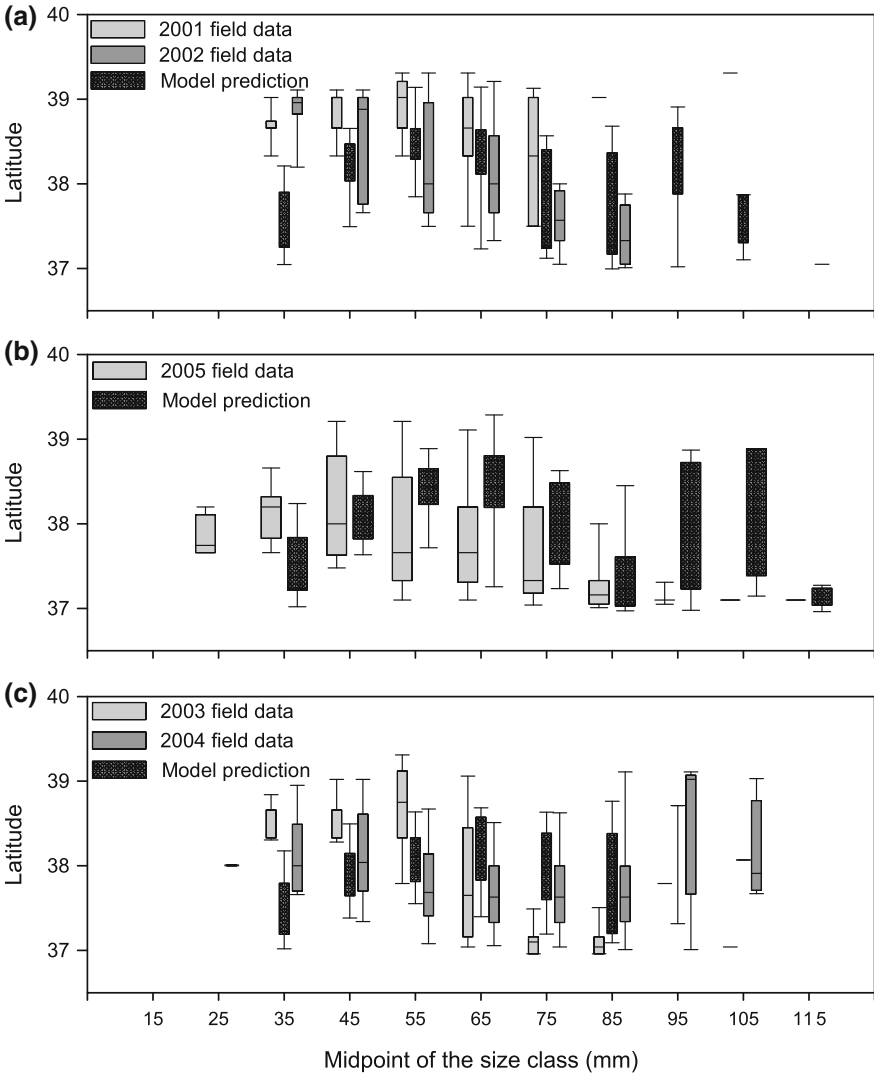 (a)
40
2001 field data
2002 field data
Model prediction
39
38
37
Latitude
(b)
40
2005 field data
Model prediction
39
38
37
Latitude
(c)
40
2003 field data
2004 field data
Model prediction
39
38
37
Latitude
15 25 35 45 55 65 75 85 95 105 115
Midpoint of the size class (mm)